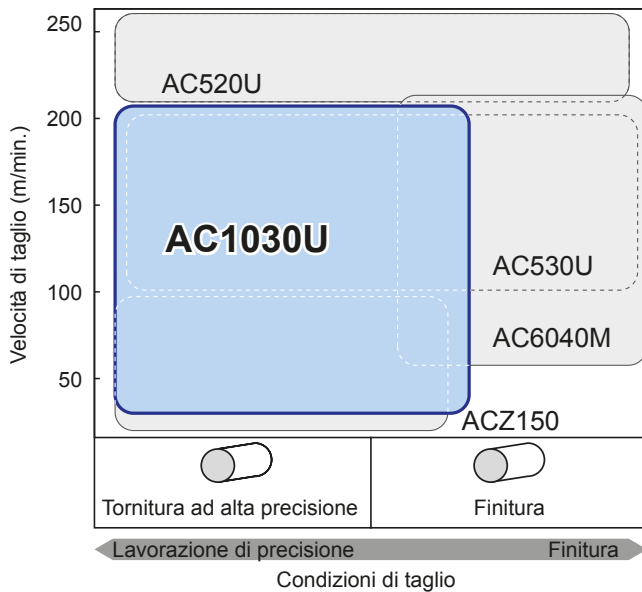 250
AC520U
200
150
AC1030U
AC530U
100
AC6040M
50
ACZ150
Velocità di taglio (m/min.)
Tornitura ad alta precisione
Finitura
Lavorazione di precisione
Finitura
Condizioni di taglio